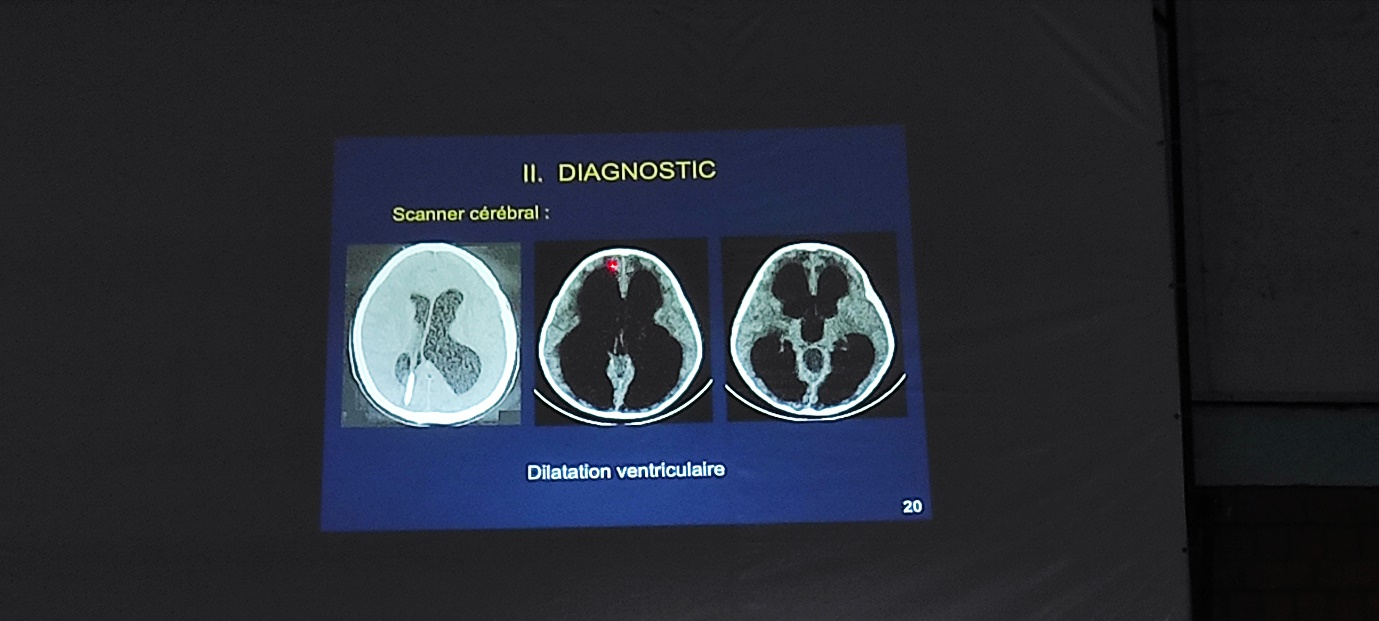 II. DIAGNOSTIC
Scanner cérébral :
Dilatation ventriculaire
20